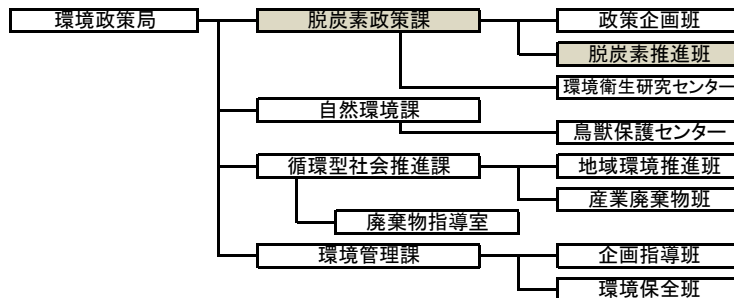 環境政策局
脱炭素政策課
政策企画班
脱炭素推進班
環境衛生研究センター
自然環境課
鳥獣保護センター
循環型社会推進課
地域環境推進班
産業廃棄物班
廃棄物指導室
環境管理課
企画指導班
環境保全班